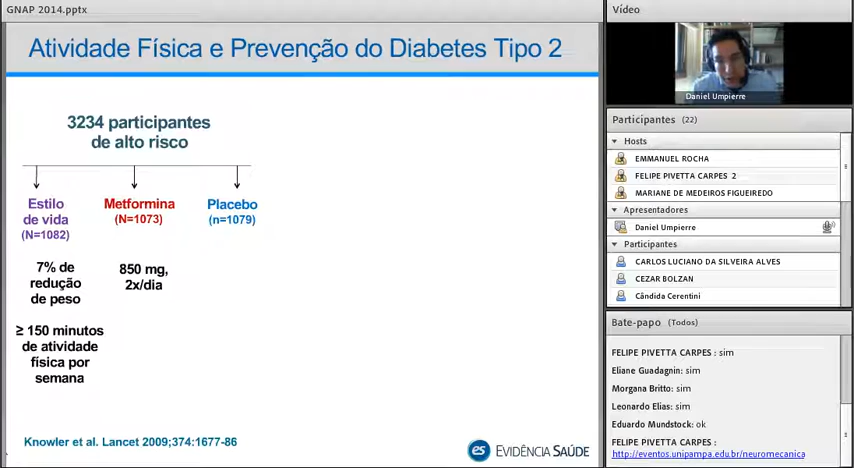 GNAP 2014.pptx
Atividade Física e Prevenção do Diabetes Tipo 2
3234 participantes
de alto risco
Estilo
de vida
(N=1082)
Metformina
(N=1073)
Placebo
(n=1079)
7% de
redução
de peso
850 mg,
2x/dia
≥ 150 minutos
de atividade
física por
semana
Knowler et al. Lancet 2009;374:1677-86
es EVIDÊNCIA SAÚDE
Vídeo
Daniel Umpierre
Participantes (22)
Hosts
EMMANUEL ROCHA
FELIPE PIVETTA CARPES 2
MARIANE DE MEDEIROS FIGUEIREDO
Apresentadores
Daniel Umpierre
Participantes
CARLOS LUCIANO DA SILVEIRA ALVES
CEZAR BOLZAN
Cândida Cerentini
Bate-papo (Todos)
FELIPE PIVETTA CARPES : sim
Eliane Guadagnin: sim
Morgana Britto: sim
Leonardo Elias: sim
Eduardo Mundstock: ok
FELIPE PIVETTA CARPES :
http://eventos.unipampa.edu.br/neuromecanica